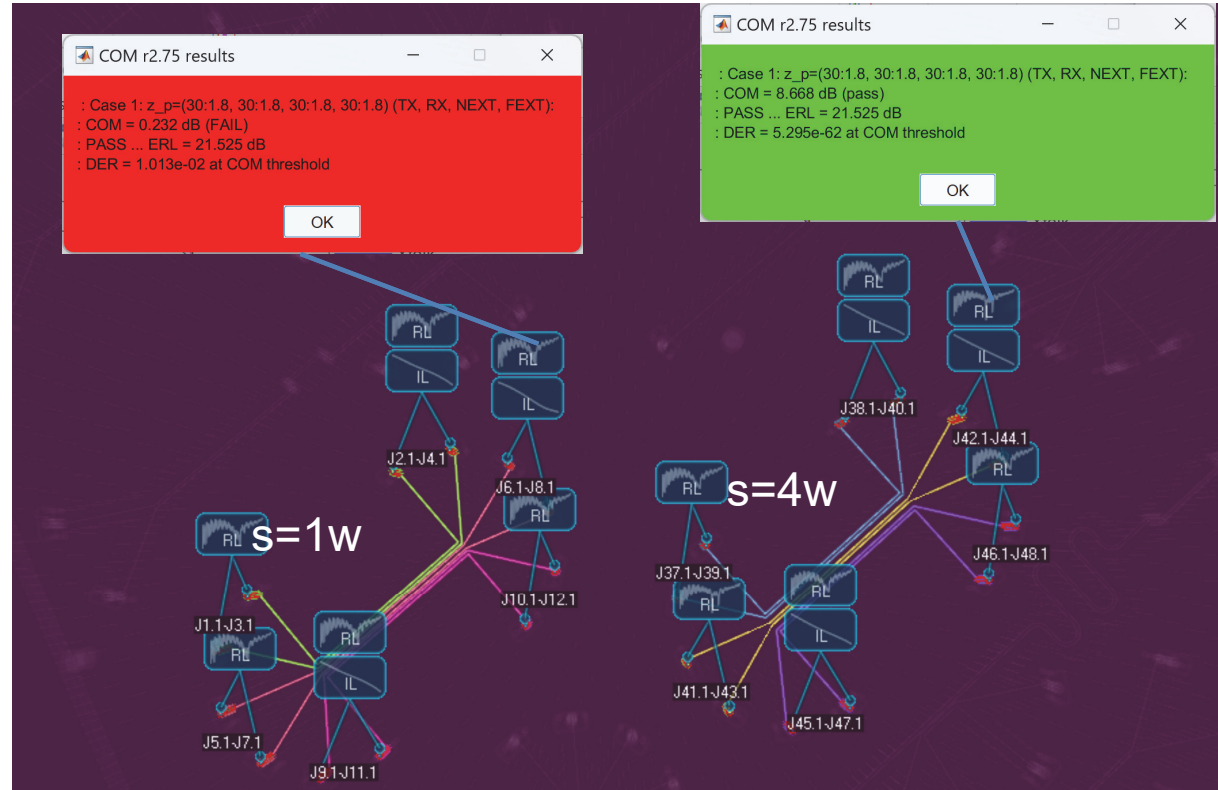 COM r2.75 results
: Case 1: z_p=(30:1.8, 30:1.8, 30:1.8, 30:1.8) (TX, RX, NEXT, FEXT):
: COM = 0.232 dB (FAIL)
: PASS ... ERL = 21.525 dB
: DER = 1.013e-02 at COM threshold
OK
COM r2.75 results
: Case 1: z_p=(30:1.8, 30:1.8, 30:1.8, 30:1.8) (TX, RX, NEXT, FEXT):
: COM = 8.668 dB (pass)
: PASS ... ERL = 21.525 dB
: DER = 5.295e-62 at COM threshold
OK
RL
IL
RL
IL
J2.1-J4.1
J6.1-J8.1
RL
s=1w
RL
J10.1-J12.1
J1.1-J3.1
RL
RL
IL
J5.1-J7.1
J9.1-J11.1
RL
IL
RL
IL
J38.1-J40.1
J42.1-J44.1
RL
RL
s=4w
J46.1-J48.1
J37.1-J39.1
RL
RL
IL
J41.1-J43.1
J45.1-J47.1